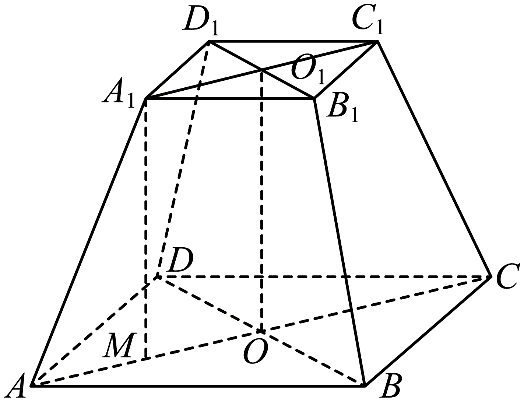 D₁ C₁
A₁ O₁ B₁
D C
M O
A B